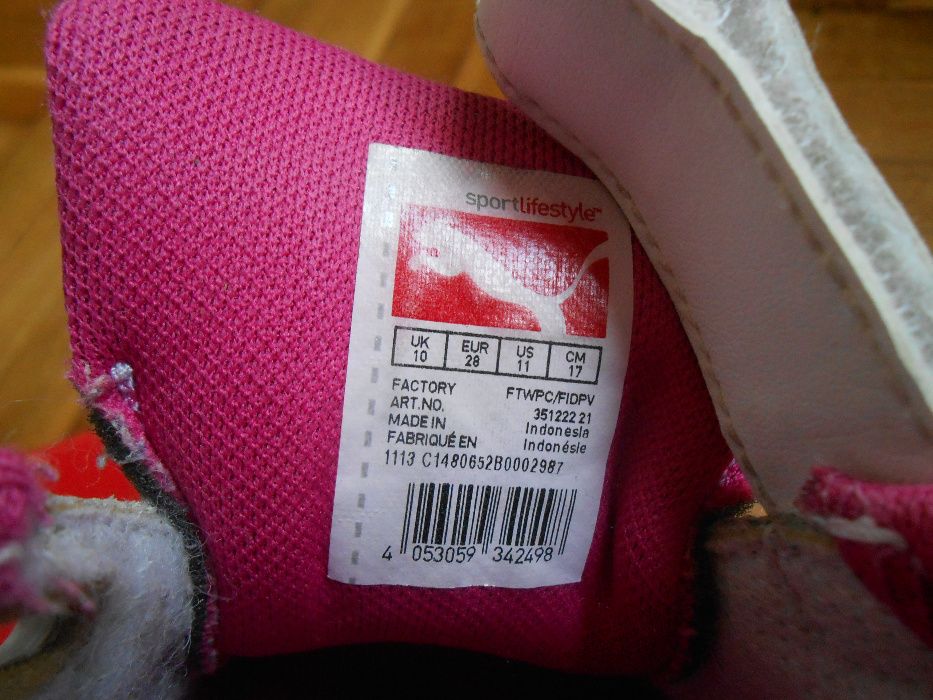 sportlifestyle™
UK EUR US CM
10 28 11 17
FACTORY FTWPC/FIDPV
ART.NO. 351222 21
MADE IN Indonesia
FABRIQUÉ EN Indonésie
1113 C1480652B0002987
4 053059 342498